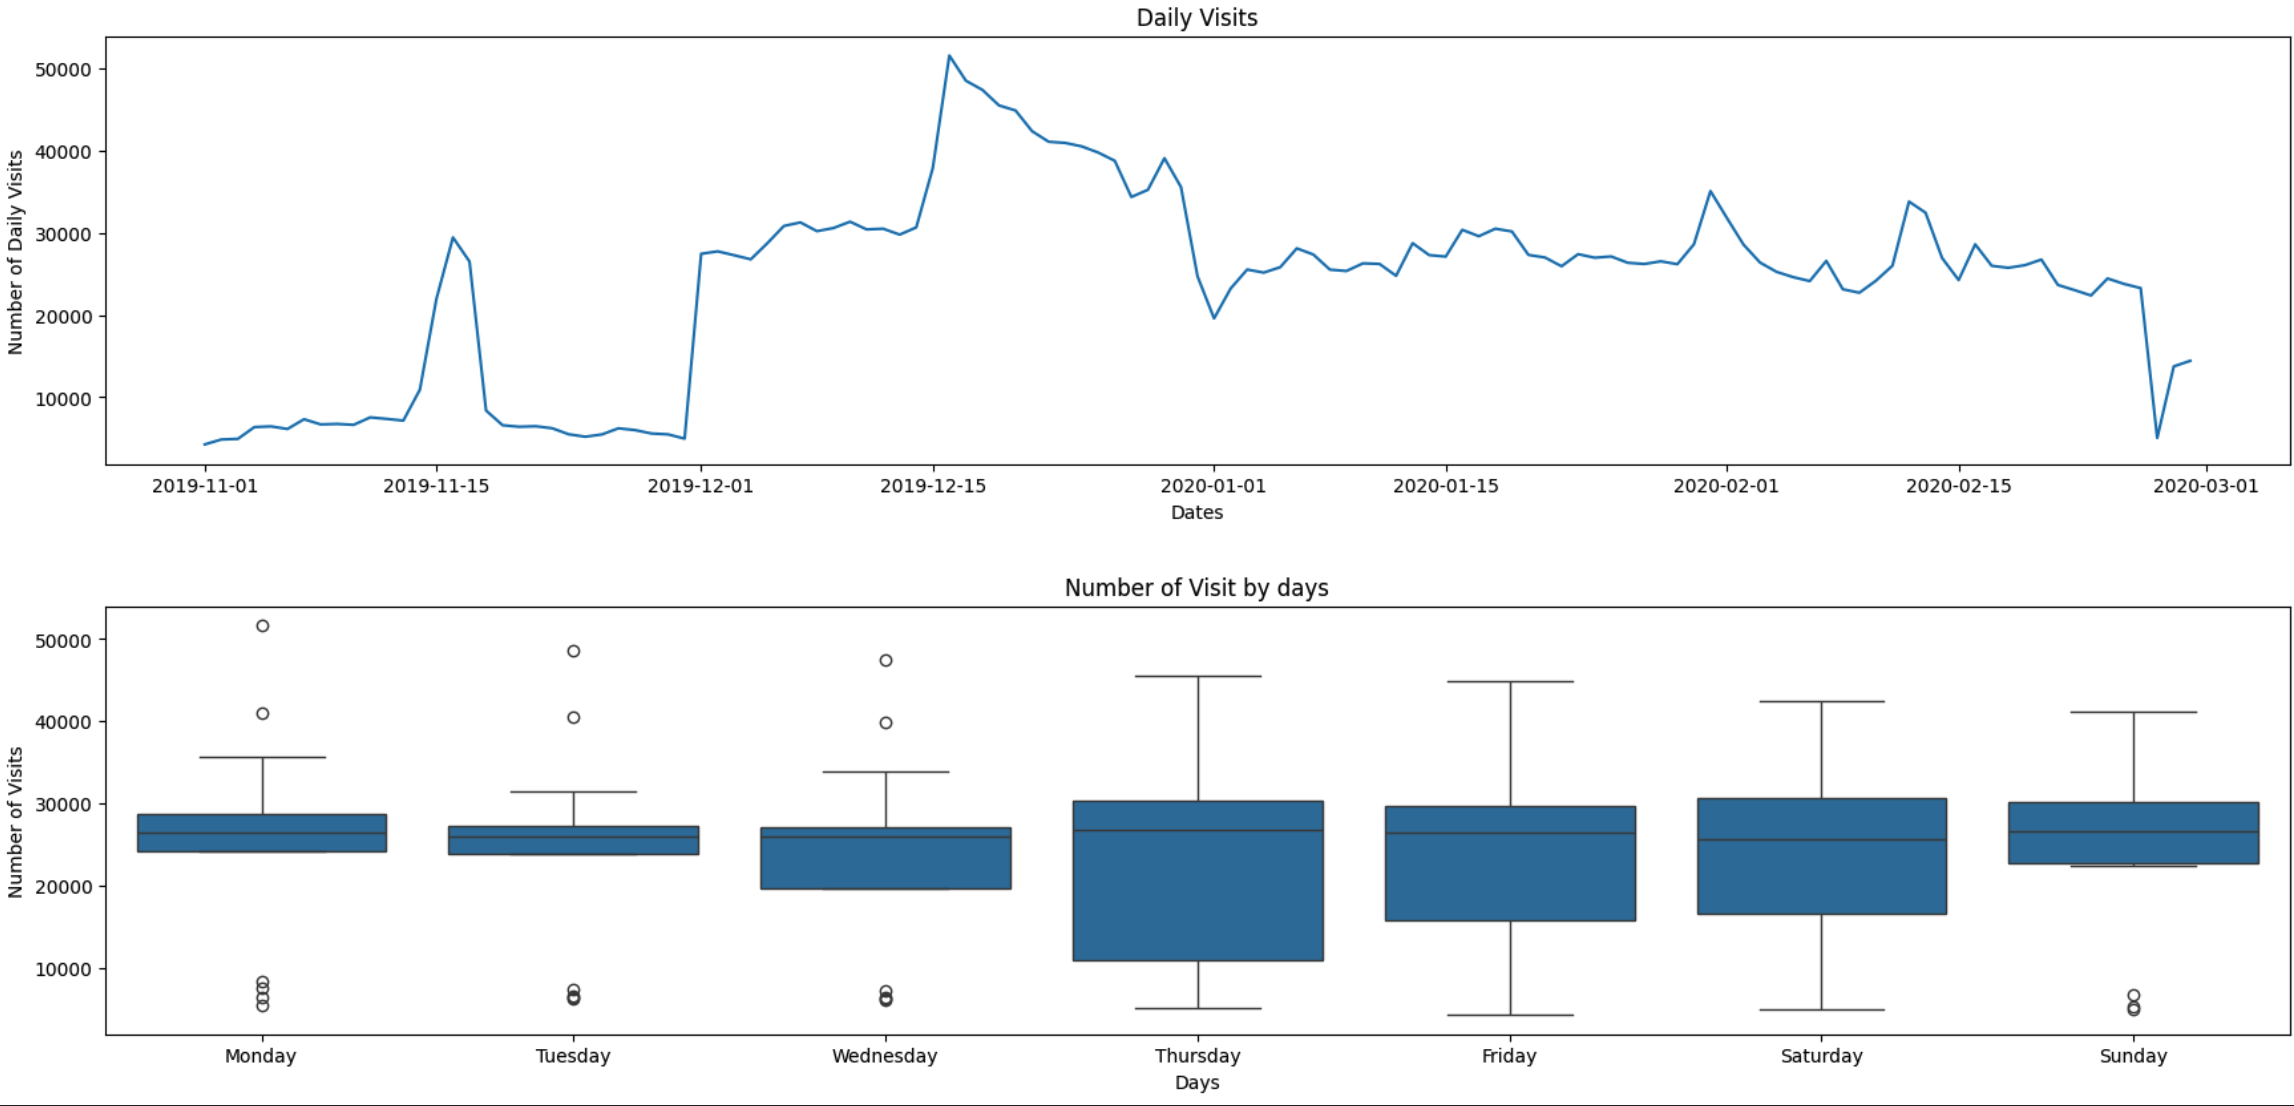 Daily Visits
Number of Daily Visits
50000
40000
30000
20000
10000
2019-11-01 2019-11-15 2019-12-01 2019-12-15 2020-01-01 2020-01-15 2020-02-01 2020-02-15 2020-03-01
Dates
Number of Visit by days
Number of Visits
50000
40000
30000
20000
10000
Monday Tuesday Wednesday Thursday Friday Saturday Sunday
Days